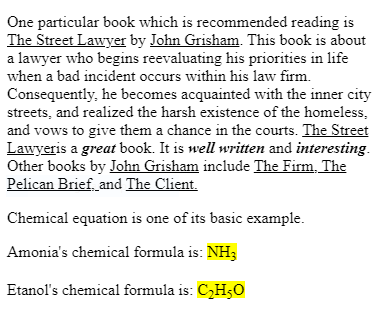 One particular book which is recommended reading is
The Street Lawyer by John Grisham. This book is about
a lawyer who begins reevaluating his priorities in life
when a bad incident occurs within his law firm.
Consequently, he becomes acquainted with the inner city
streets, and realized the harsh existence of the homeless,
and vows to give them a chance in the courts. The Street
Lawyeris a great book. It is well written and interesting.
Other books by John Grisham include The Firm, The
Pelican Brief, and The Client.
Chemical equation is one of its basic example.
Amonia's chemical formula is: NH₃
Etanol's chemical formula is: C₂H₅O